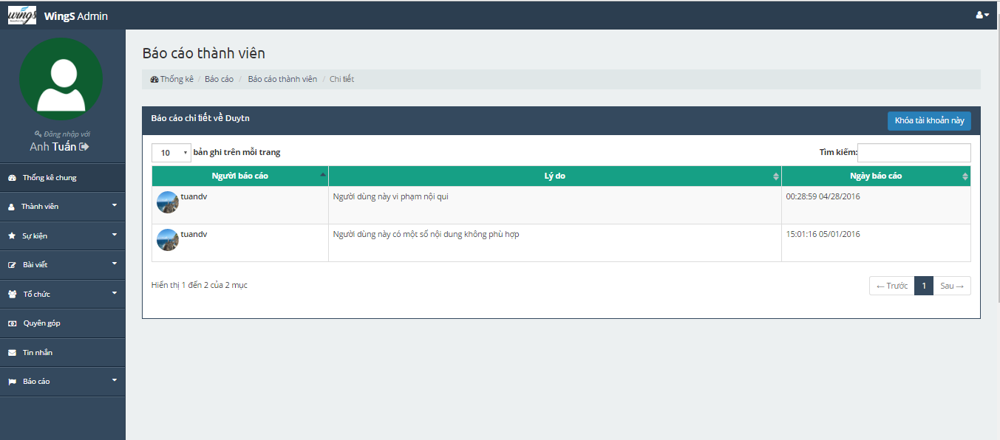 wings WingS Admin
Báo cáo thành viên
Thống kê / Báo cáo / Báo cáo thành viên / Chi tiết
Đăng nhập với
Anh Tuấn
Thống kê chung
Thành viên
Sự kiện
Bài viết
Tổ chức
Quyên góp
Tin nhắn
Báo cáo
Báo cáo chi tiết về Duytn Khóa tài khoản này
10 bản ghi trên mỗi trang Tìm kiếm:
Người báo cáo Lý do Ngày báo cáo
tuandv Người dùng này vi phạm nội qui 00:28:59 04/28/2016
tuandv Người dùng này có một số nội dung không phù hợp 15:01:16 05/01/2016
Hiển thị 1 đến 2 của 2 mục ← Trước 1 Sau →